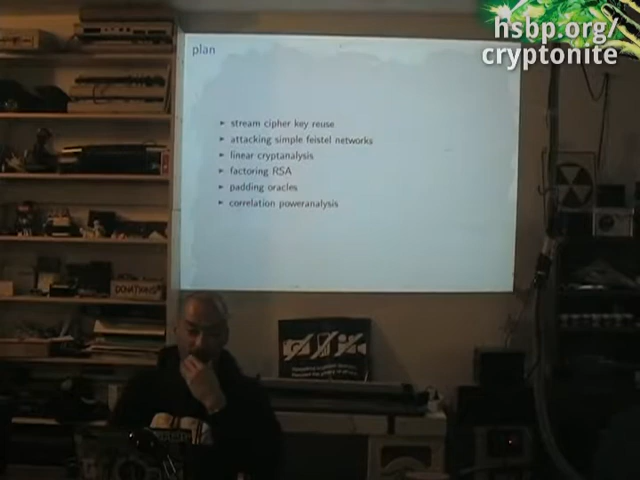 hsbp.org/
cryptonite
plan
stream cipher key reuse
attacking simple feistel networks
linear cryptanalysis
factoring RSA
padding oracles
correlation poweranalysis
DONATIONS